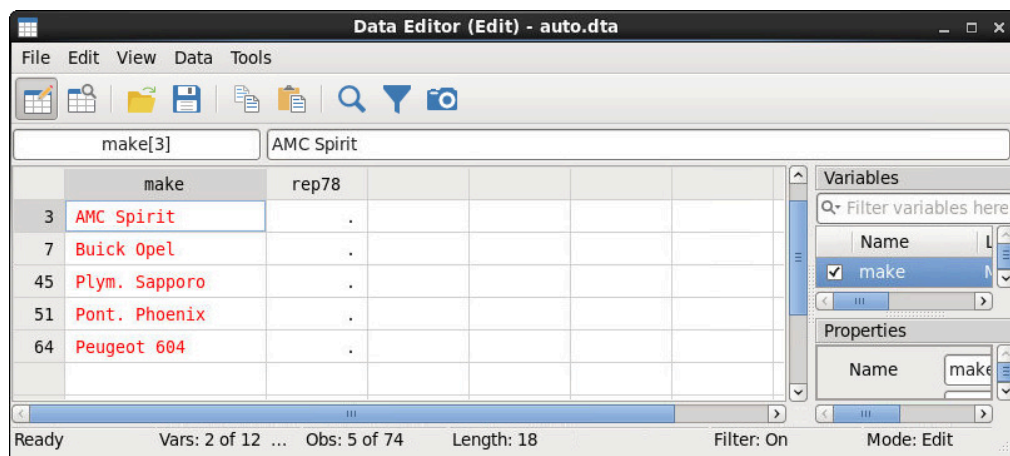 Data Editor (Edit) - auto.dta
File Edit View Data Tools
make[3] AMC Spirit
make rep78
3 AMC Spirit .
7 Buick Opel .
45 Plym. Sapporo .
51 Pont. Phoenix .
64 Peugeot 604 .
Variables
Filter variables here
Name L
make
Properties
Name make
Ready Vars: 2 of 12 ... Obs: 5 of 74 Length: 18 Filter: On Mode: Edit